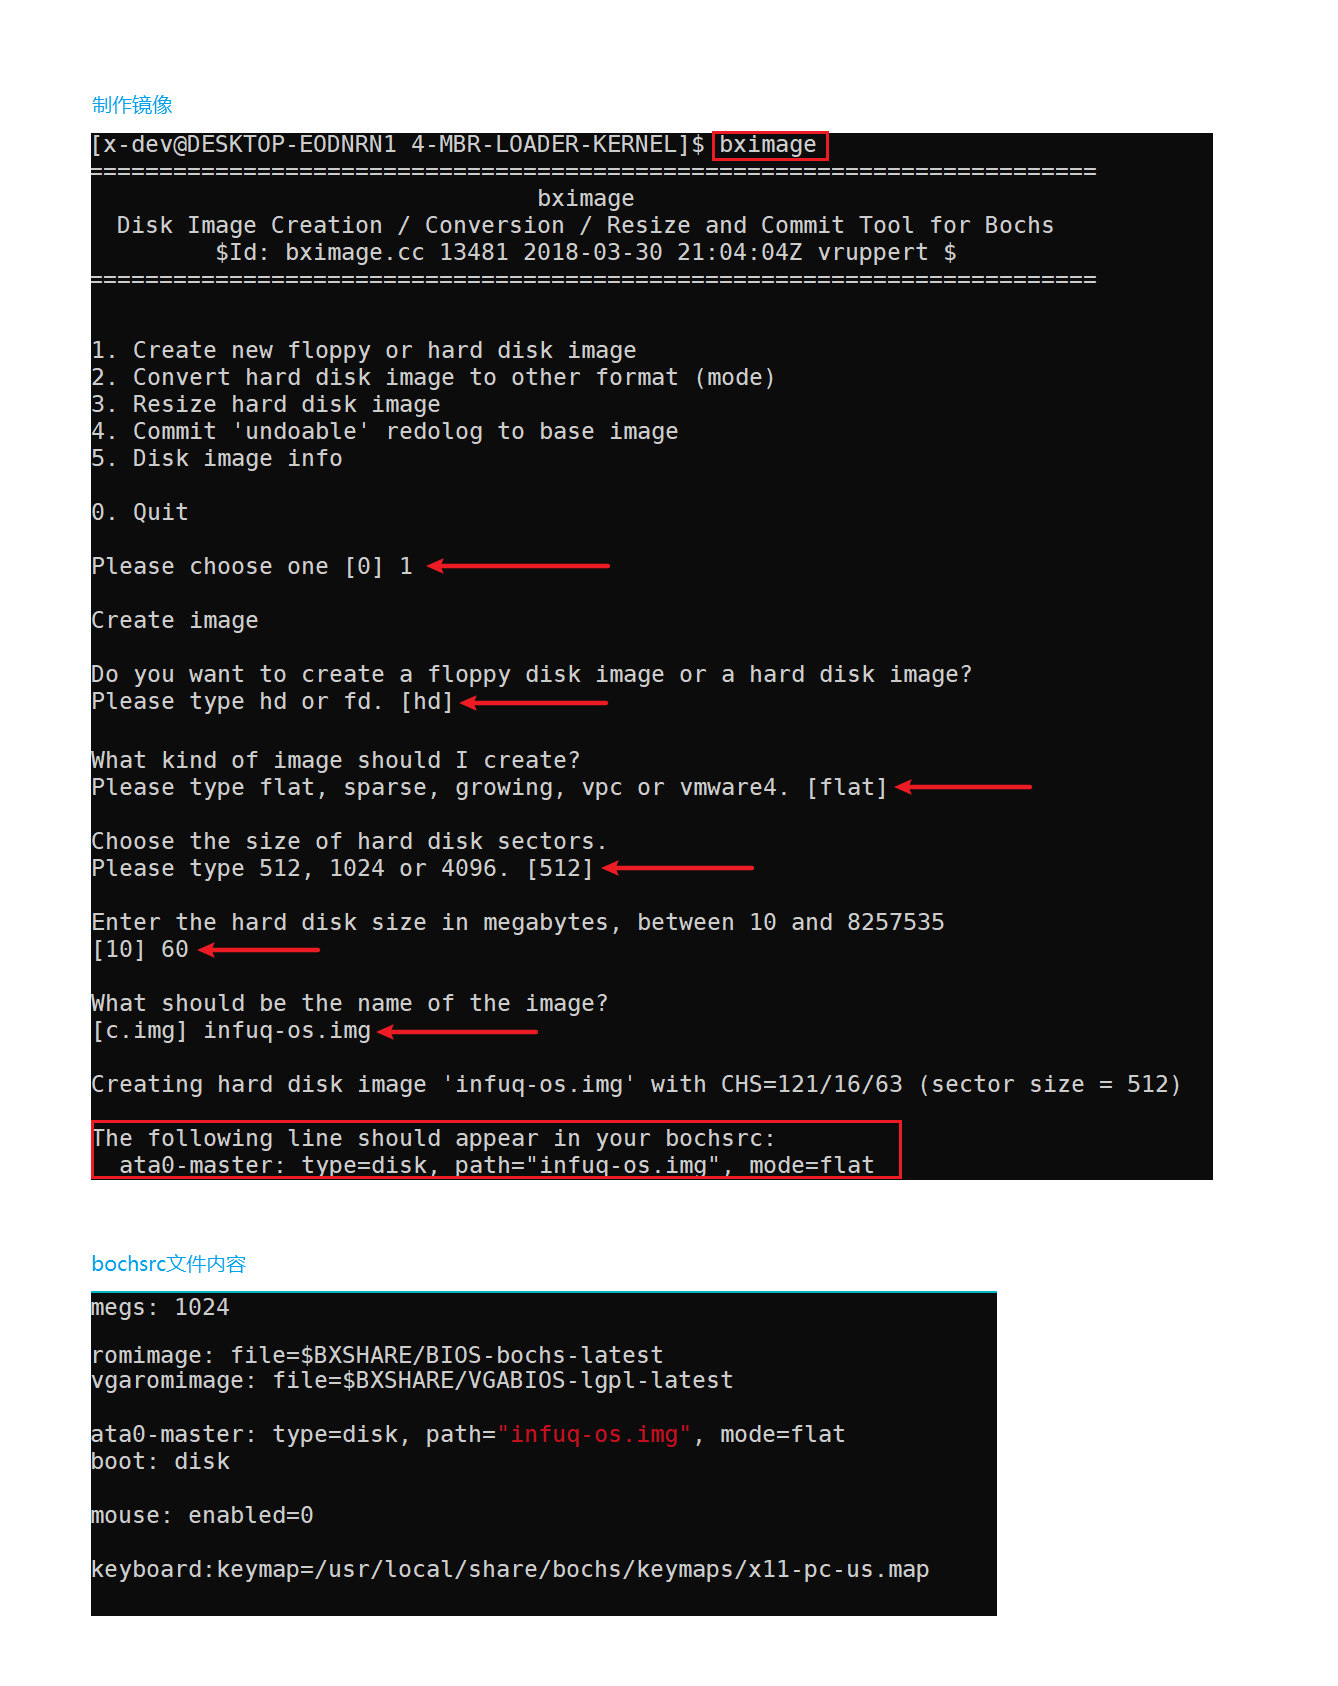 制作镜像
[x-dev@DESKTOP-EODNRN1 4-MBR-LOADER-KERNEL]$ bximage
========================================================================
bximage
Disk Image Creation / Conversion / Resize and Commit Tool for Bochs
$Id: bximage.cc 13481 2018-03-30 21:04:04Z vruppert $
========================================================================
1. Create new floppy or hard disk image
2. Convert hard disk image to other format (mode)
3. Resize hard disk image
4. Commit 'undoable' redolog to base image
5. Disk image info
0. Quit
Please choose one [0] 1
Create image
Do you want to create a floppy disk image or a hard disk image?
Please type hd or fd. [hd]
What kind of image should I create?
Please type flat, sparse, growing, vpc or vmware4. [flat]
Choose the size of hard disk sectors.
Please type 512, 1024 or 4096. [512]
Enter the hard disk size in megabytes, between 10 and 8257535
[10] 60
What should be the name of the image?
[c.img] infuq-os.img
Creating hard disk image 'infuq-os.img' with CHS=121/16/63 (sector size = 512)
The following line should appear in your bochsrc:
ata0-master: type=disk, path="infuq-os.img", mode=flat
bochsrc文件内容
megs: 1024
romimage: file=$BXSHARE/BIOS-bochs-latest
vgaromimage: file=$BXSHARE/VGABIOS-lgpl-latest
ata0-master: type=disk, path="infuq-os.img", mode=flat
boot: disk
mouse: enabled=0
keyboard:keymap=/usr/local/share/bochs/keymaps/x11-pc-us.map